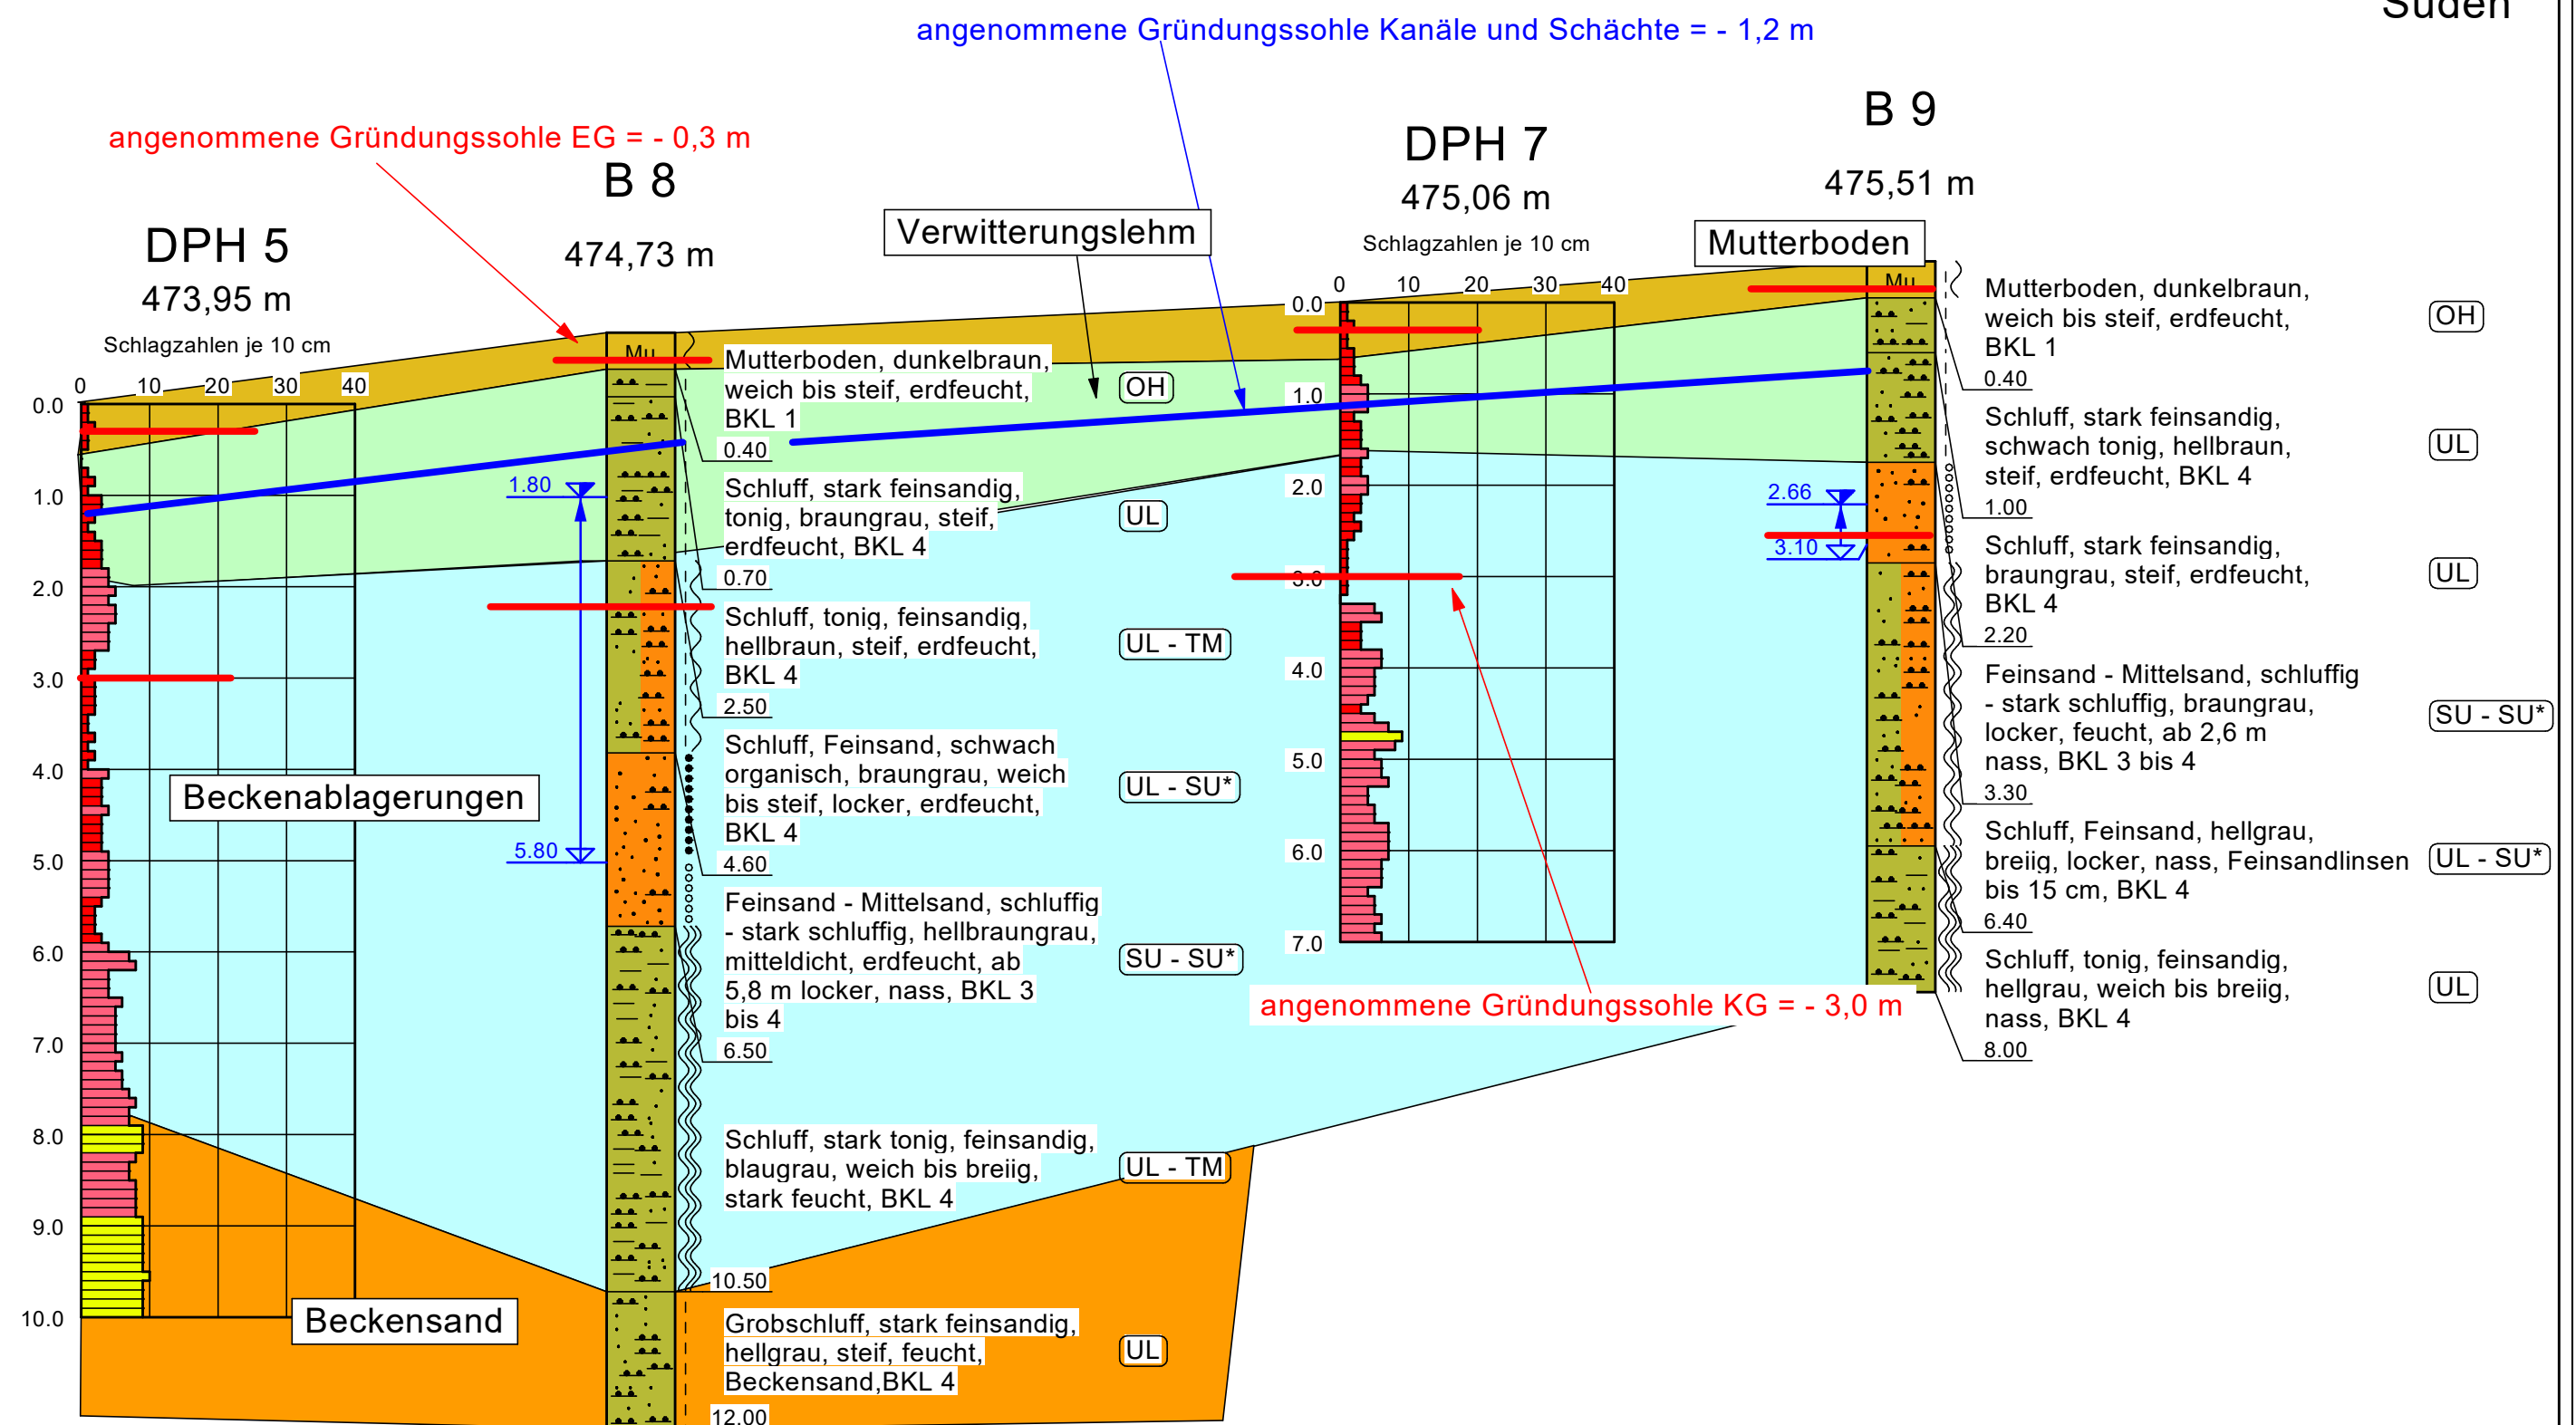 Süden
angenommene Gründungssohle Kanäle und Schächte = - 1,2 m
angenommene Gründungssohle EG = - 0,3 m
DPH 5
473,95 m
Schlagzahlen je 10 cm
0 10 20 30 40
0.0
1.0
2.0
3.0
4.0
5.0
6.0
7.0
8.0
9.0
10.0
Beckenablagerungen
Beckensand
B 8
474,73 m
Mu
1.80
5.80
Mutterboden, dunkelbraun,
weich bis steif, erdfeucht,
BKL 1
OH
0.40
Schluff, stark feinsandig,
tonig, braungrau, steif,
erdfeucht, BKL 4
UL
0.70
Schluff, tonig, feinsandig,
hellbraun, steif, erdfeucht,
BKL 4
UL - TM
2.50
Schluff, Feinsand, schwach
organisch, braungrau, weich
bis steif, locker, erdfeucht,
BKL 4
UL - SU*
4.60
Feinsand - Mittelsand, schluffig
- stark schluffig, hellbraungrau,
mitteldicht, erdfeucht, ab
5,8 m locker, nass, BKL 3
bis 4
SU - SU*
6.50
Schluff, stark tonig, feinsandig,
blaugrau, weich bis breiig,
stark feucht, BKL 4
UL - TM
10.50
Grobschluff, stark feinsandig,
hellgrau, steif, feucht,
Beckensand,BKL 4
UL
12.00
Verwitterungslehm
DPH 7
475,06 m
Schlagzahlen je 10 cm
0 10 20 30 40
0.0
1.0
2.0
3.0
4.0
5.0
6.0
7.0
angenommene Gründungssohle KG = - 3,0 m
B 9
475,51 m
Mutterboden
Mu
2.66
3.10
Mutterboden, dunkelbraun,
weich bis steif, erdfeucht,
BKL 1
OH
0.40
Schluff, stark feinsandig,
schwach tonig, hellbraun,
steif, erdfeucht, BKL 4
UL
1.00
Schluff, stark feinsandig,
braungrau, steif, erdfeucht,
BKL 4
UL
2.20
Feinsand - Mittelsand, schluffig
- stark schluffig, braungrau,
locker, feucht, ab 2,6 m
nass, BKL 3 bis 4
SU - SU*
3.30
Schluff, Feinsand, hellgrau,
breiig, locker, nass, Feinsandlinsen
bis 15 cm, BKL 4
UL - SU*
6.40
Schluff, tonig, feinsandig,
hellgrau, weich bis breiig,
nass, BKL 4
UL
8.00